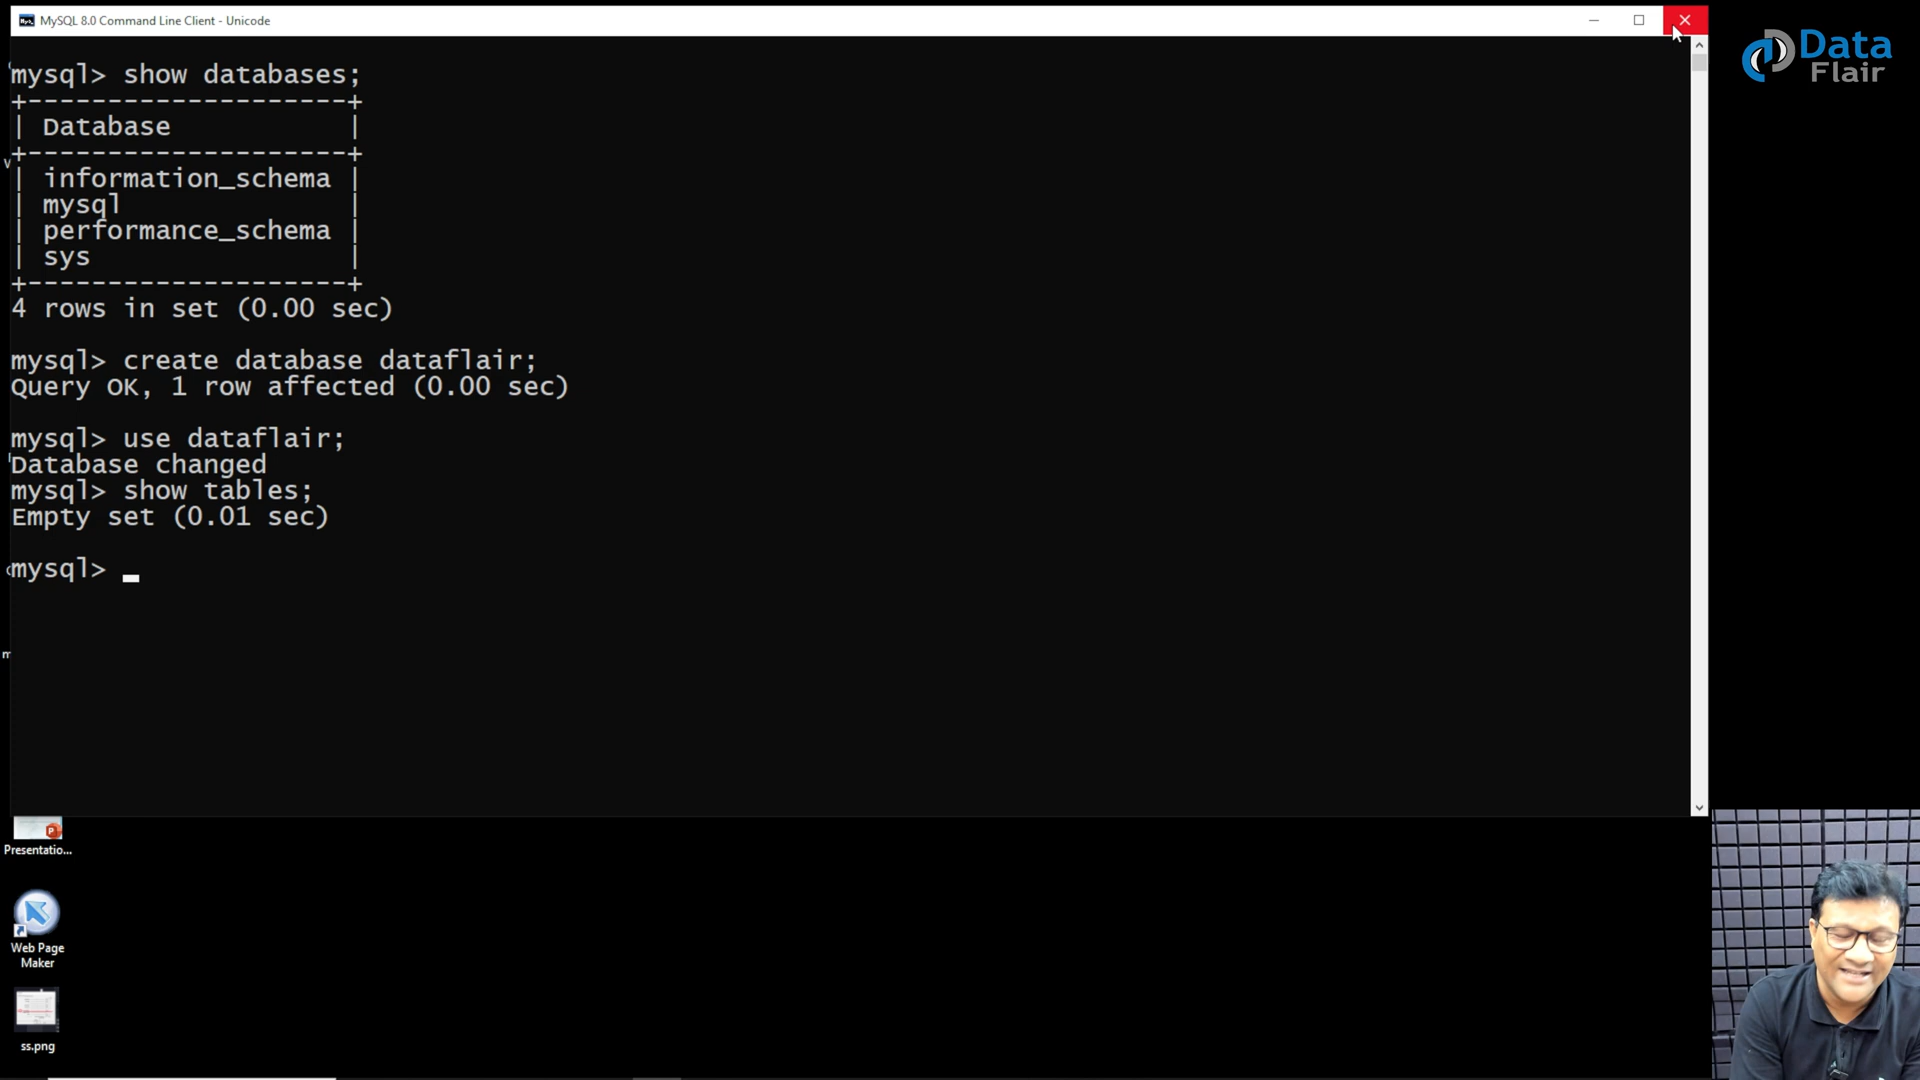 MySQL 8.0 Command Line Client - Unicode
Data
Flair
mysql> show databases;
+--------------------+
| Database           |
+--------------------+
| information_schema |
| mysql              |
| performance_schema |
| sys                |
+--------------------+
4 rows in set (0.00 sec)
mysql> create database dataflair;
Query OK, 1 row affected (0.00 sec)
mysql> use dataflair;
Database changed
mysql> show tables;
Empty set (0.01 sec)
mysql>
Presentatio...
Web Page
Maker
ss.png